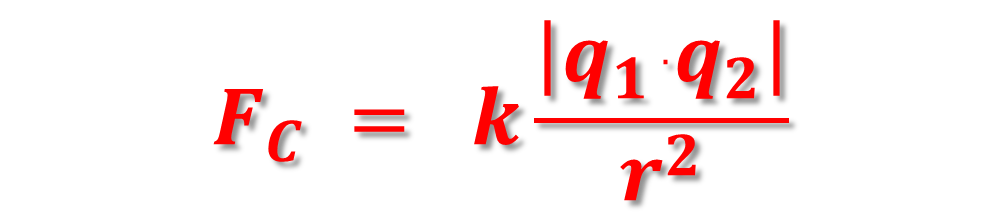 F_C = k |q_1 · q_2| / r^2